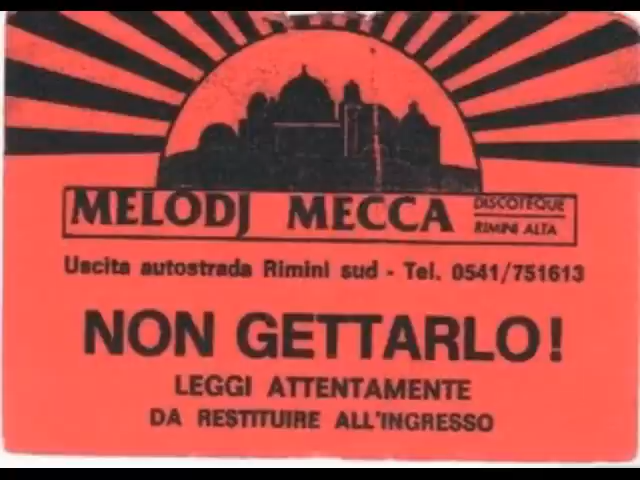 MELODJ MECCA
DISCOTEQUE
RIMINI ALTA
Uscita autostrada Rimini sud - Tel. 0541/751613
NON GETTARLO!
LEGGI ATTENTAMENTE
DA RESTITUIRE ALL'INGRESSO